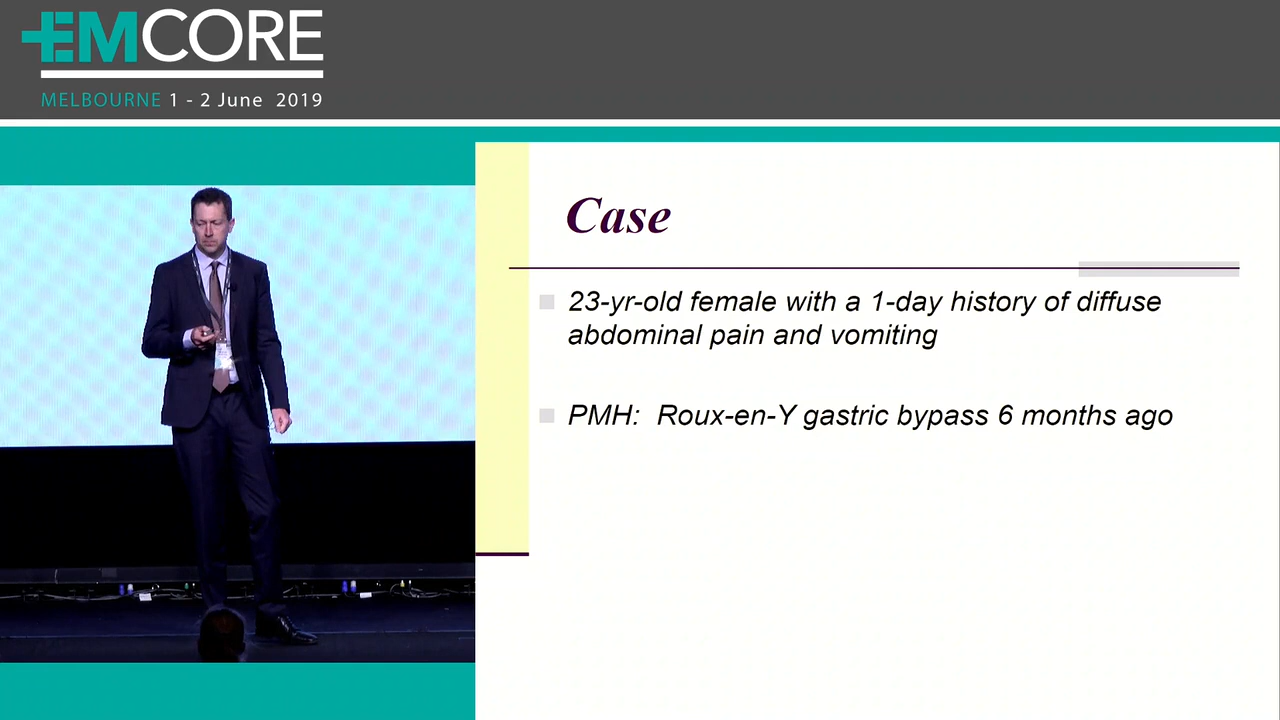 EMCORE
MELBOURNE 1 - 2 June 2019
Case
23-yr-old female with a 1-day history of diffuse
abdominal pain and vomiting
PMH: Roux-en-Y gastric bypass 6 months ago